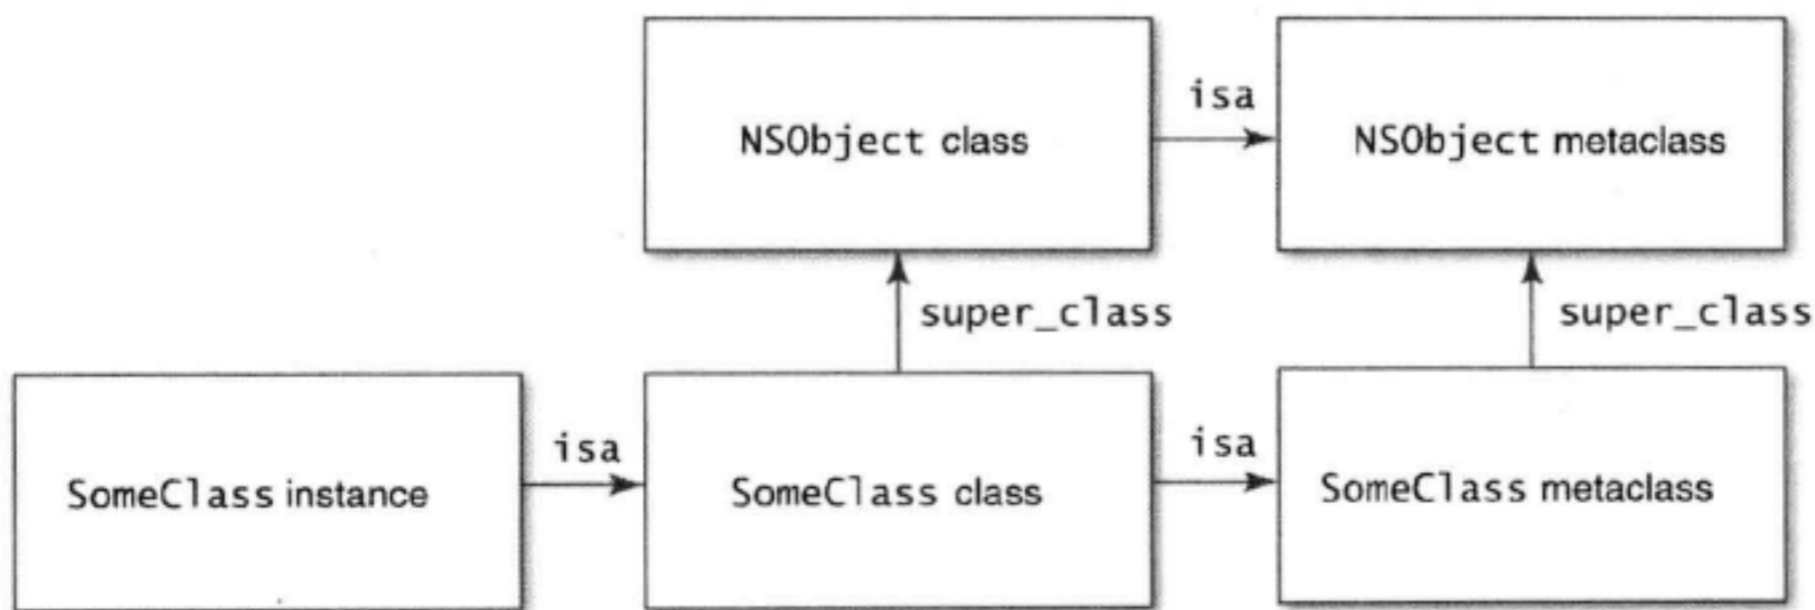 isa
NSObject class
NSObject metaclass
super_class
super_class
isa
isa
SomeClass instance
SomeClass class
SomeClass metaclass